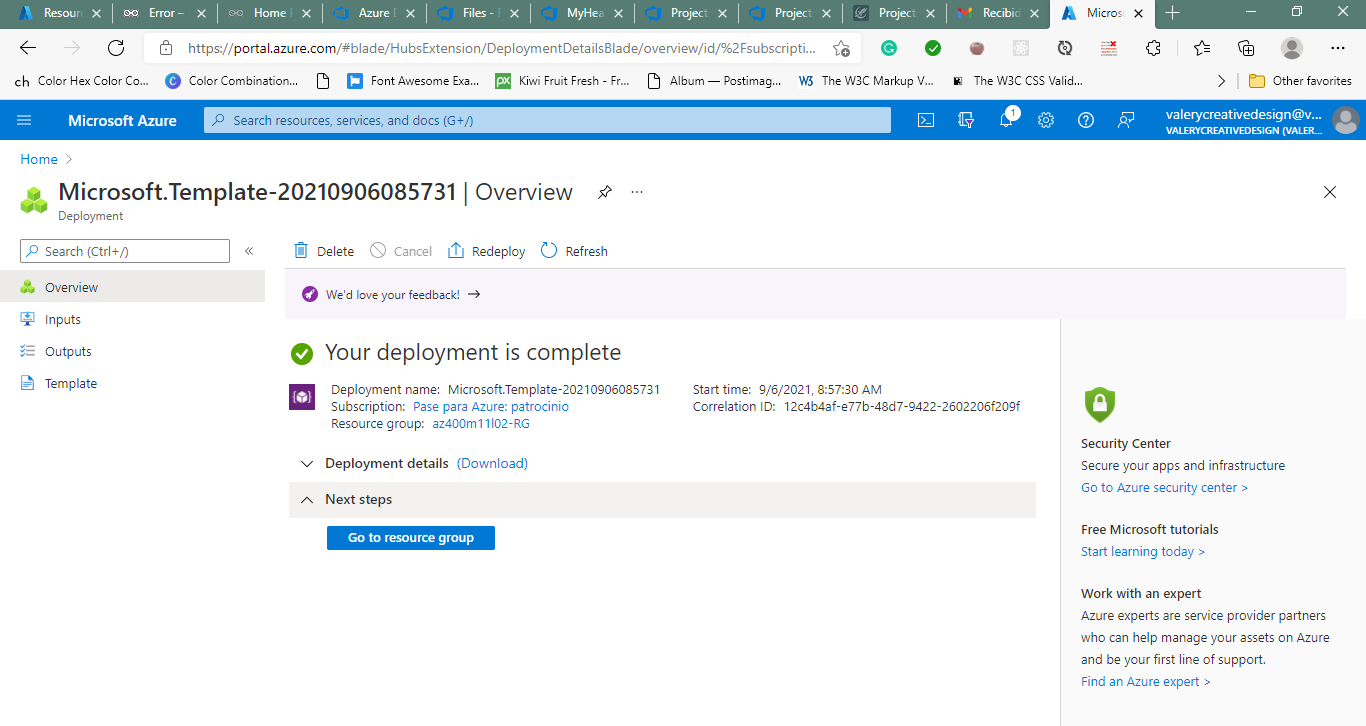 Resour
Error –
Home
Azure
Files -
MyHea
Project
Project
Project
Recibid
Micros
https://portal.azure.com/#blade/HubsExtension/DeploymentDetailsBlade/overview/id/%2Fsubscripti...
ch Color Hex Color Co...
C Color Combination...
Font Awesome Exa...
px Kiwi Fruit Fresh - Fr...
Album — Postimag...
W3 The W3C Markup V...
The W3C CSS Valid...
Other favorites
Microsoft Azure
Search resources, services, and docs (G+/)
1
valerycreativedesign@v...
VALERYCREATIVEDESIGN (VALER...
Home
Microsoft.Template-20210906085731 | Overview ...
Deployment
Search (Ctrl+/)
«
Delete
Cancel
Redeploy
Refresh
Overview
Inputs
Outputs
Template
We'd love your feedback! →
Your deployment is complete
Deployment name: Microsoft.Template-20210906085731
Subscription: Pase para Azure: patrocinio
Resource group: az400m11l02-RG
Start time: 9/6/2021, 8:57:30 AM
Correlation ID: 12c4b4af-e77b-48d7-9422-2602206f209f
Deployment details (Download)
Next steps
Go to resource group
Security Center
Secure your apps and infrastructure
Go to Azure security center >
Free Microsoft tutorials
Start learning today >
Work with an expert
Azure experts are service provider partners
who can help manage your assets on Azure
and be your first line of support.
Find an Azure expert >